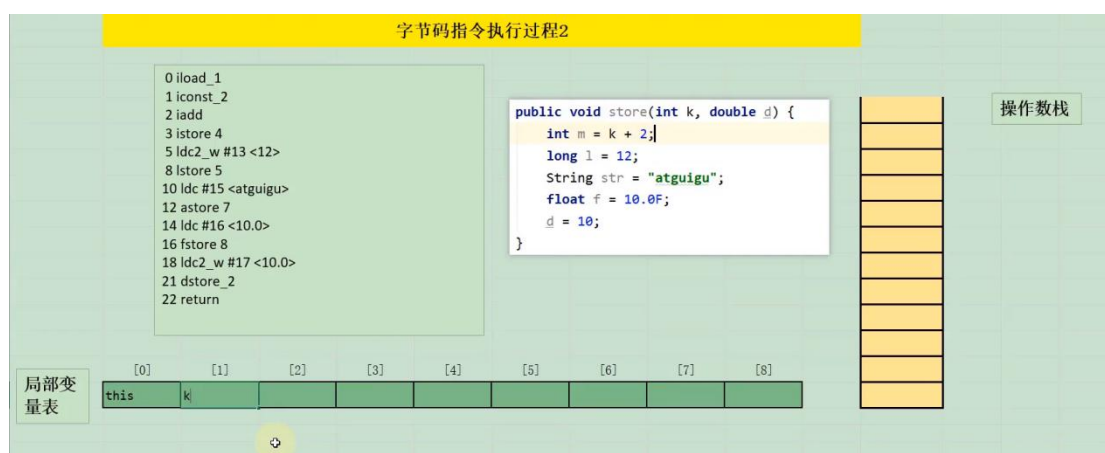 字节码指令执行过程2
0 iload_1
1 iconst_2
2 iadd
3 istore 4
5 ldc2_w #13 <12>
8 lstore 5
10 ldc #15 <atguigu>
12 astore 7
14 ldc #16 <10.0>
16 fstore 8
18 ldc2_w #17 <10.0>
21 dstore_2
22 return
public void store(int k, double d) {
int m = k + 2;
long l = 12;
String str = "atguigu";
float f = 10.0F;
d = 10;
}
操作数栈
[0] [1] [2] [3] [4] [5] [6] [7] [8]
局部变
量表
this k